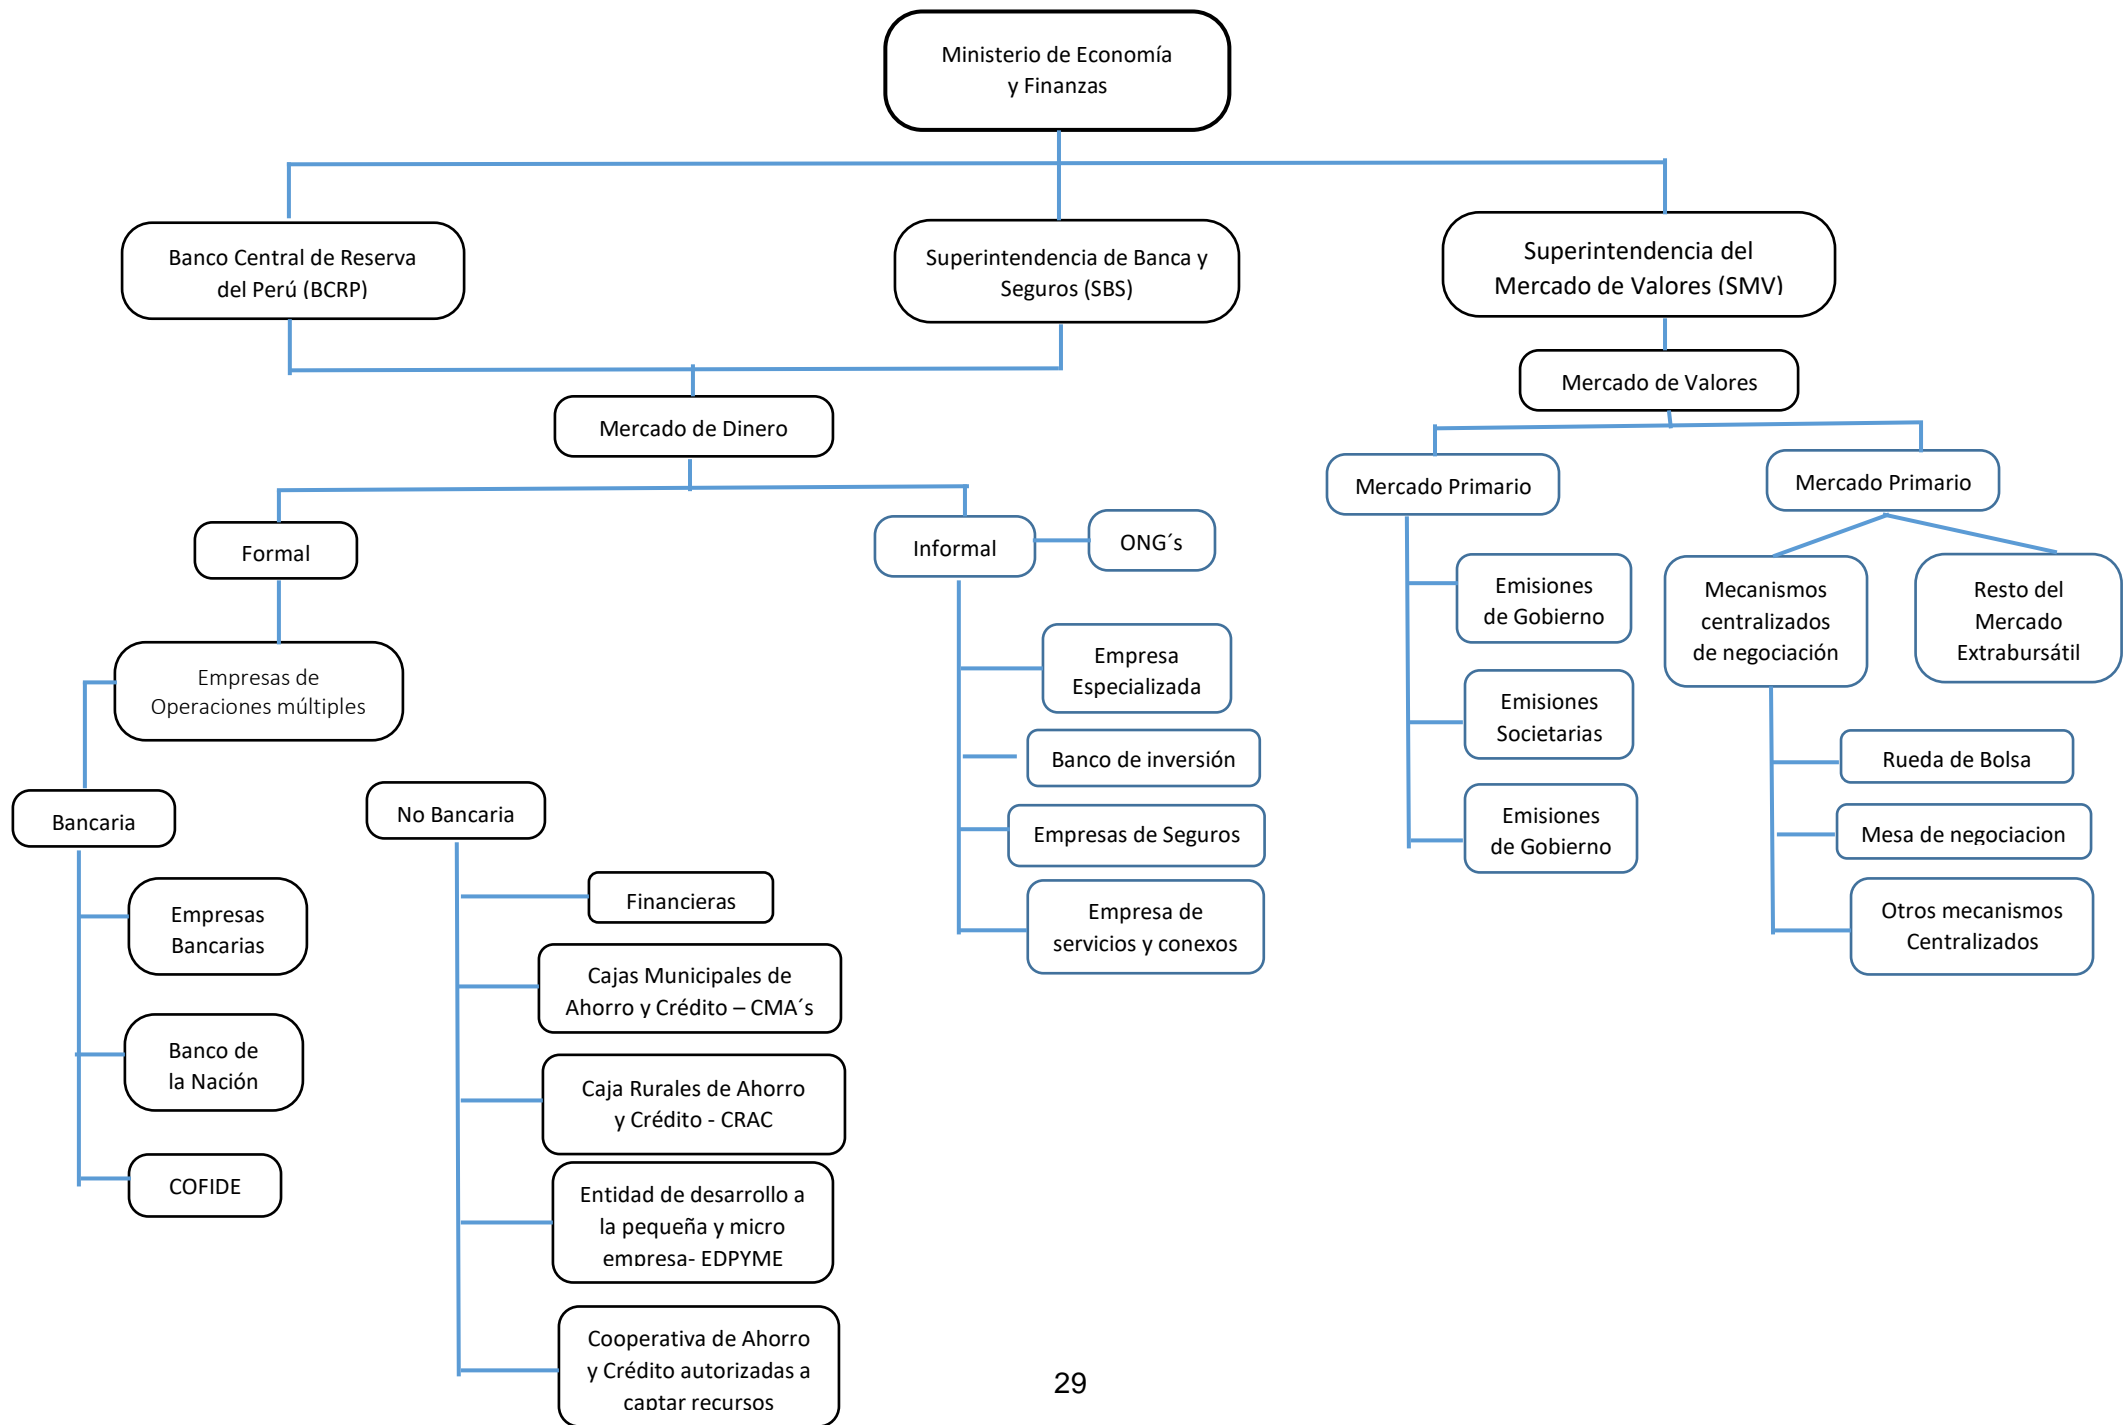 Ministerio de Economía
y Finanzas
Banco Central de Reserva
del Perú (BCRP)
Superintendencia de Banca y
Seguros (SBS)
Superintendencia del
Mercado de Valores (SMV)
Mercado de Valores
Mercado de Dinero
Mercado Primario
Mercado Primario
Formal
Informal
ONG´s
Empresas de
Operaciones múltiples
Bancaria
Empresas
Bancarias
Banco de
la Nación
COFIDE
No Bancaria
Financieras
Cajas Municipales de
Ahorro y Crédito – CMA´s
Caja Rurales de Ahorro
y Crédito - CRAC
Entidad de desarrollo a
la pequeña y micro
empresa- EDPYME
Cooperativa de Ahorro
y Crédito autorizadas a
captar recursos
Empresa
Especializada
Banco de inversión
Empresas de Seguros
Empresa de
servicios y conexos
Emisiones
de Gobierno
Emisiones
Societarias
Emisiones
de Gobierno
Mecanismos
centralizados
de negociación
Resto del
Mercado
Extrabursátil
Rueda de Bolsa
Mesa de negociacion
Otros mecanismos
Centralizados
29